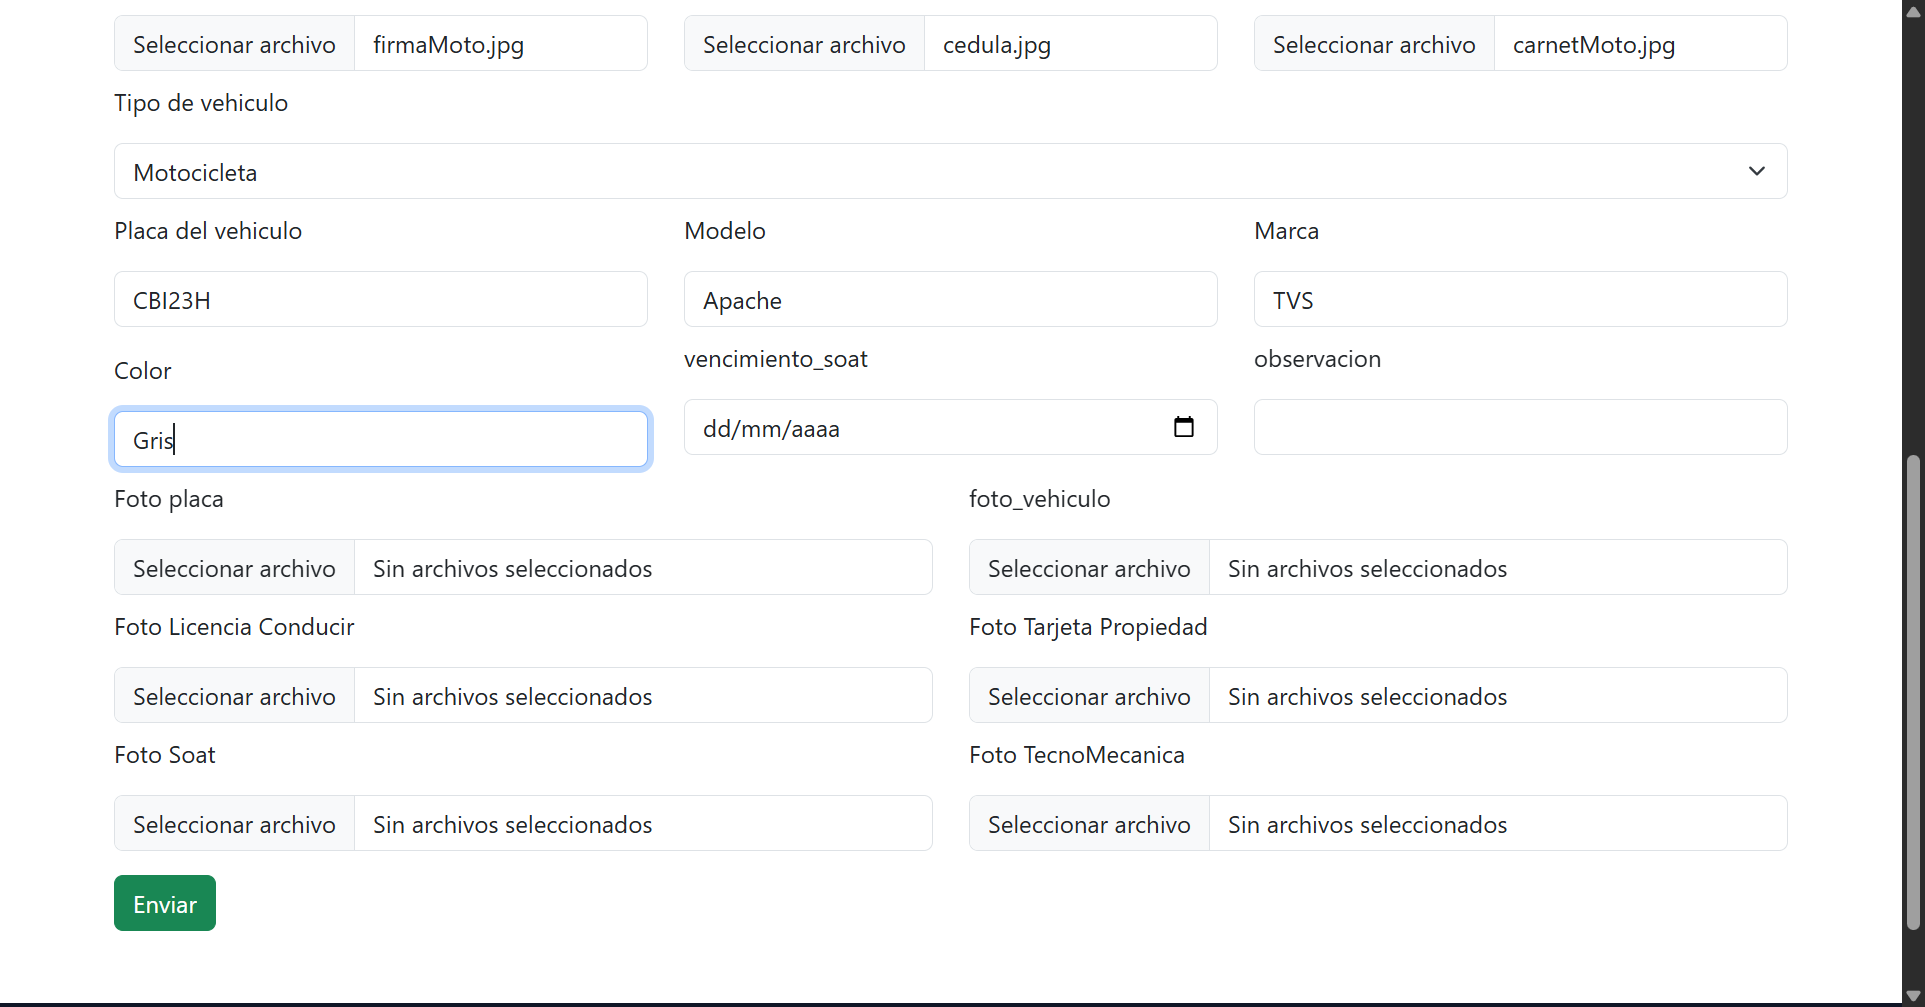 Seleccionar archivo firmaMoto.jpg Seleccionar archivo cedula.jpg Seleccionar archivo carnetMoto.jpg
Tipo de vehiculo
Motocicleta
Placa del vehiculo Modelo Marca
CBI23H Apache TVS
Color vencimiento_soat observacion
Gris dd/mm/aaaa
Foto placa foto_vehiculo
Seleccionar archivo Sin archivos seleccionados Seleccionar archivo Sin archivos seleccionados
Foto Licencia Conducir Foto Tarjeta Propiedad
Seleccionar archivo Sin archivos seleccionados Seleccionar archivo Sin archivos seleccionados
Foto Soat Foto TecnoMecanica
Seleccionar archivo Sin archivos seleccionados Seleccionar archivo Sin archivos seleccionados
Enviar